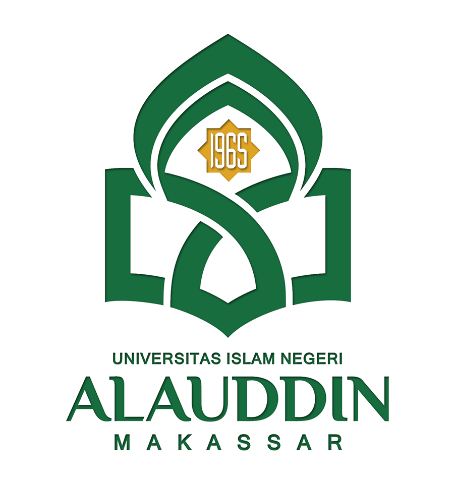 1965
UNIVERSITAS ISLAM NEGERI
ALAUDDIN
MAKASSAR